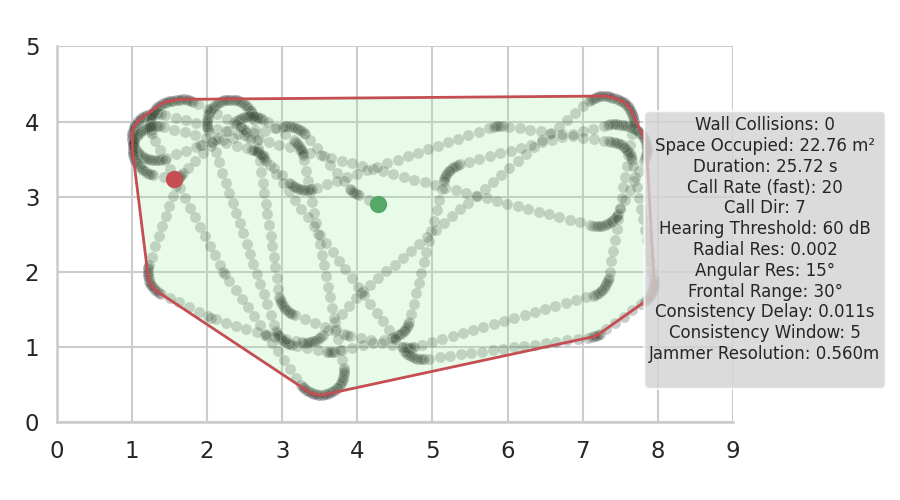 5
4
3
2
1
0
0 1 2 3 4 5 6 7 8 9
Wall Collisions: 0
Space Occupied: 22.76 m²
Duration: 25.72 s
Call Rate (fast): 20
Call Dir: 7
Hearing Threshold: 60 dB
Radial Res: 0.002
Angular Res: 15°
Frontal Range: 30°
Consistency Delay: 0.011s
Consistency Window: 5
Jammer Resolution: 0.560m